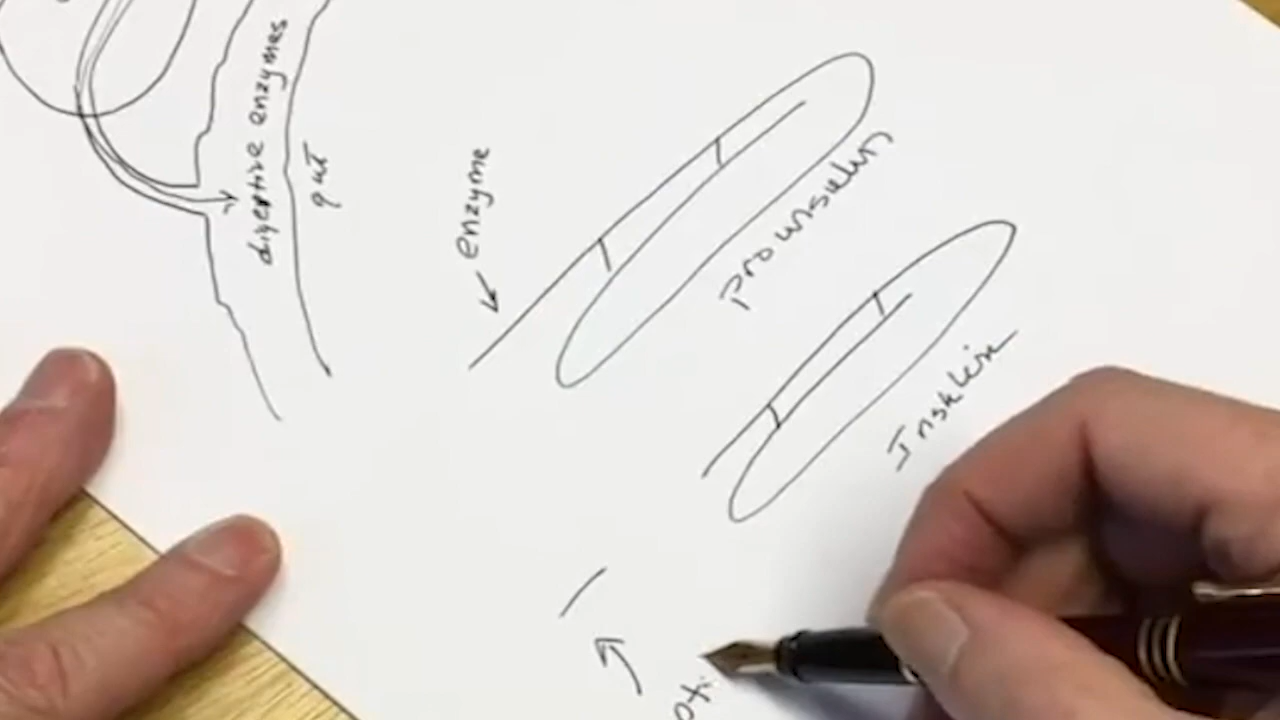 digestive enzymes
gut
enzyme
proinsulin
Insulin